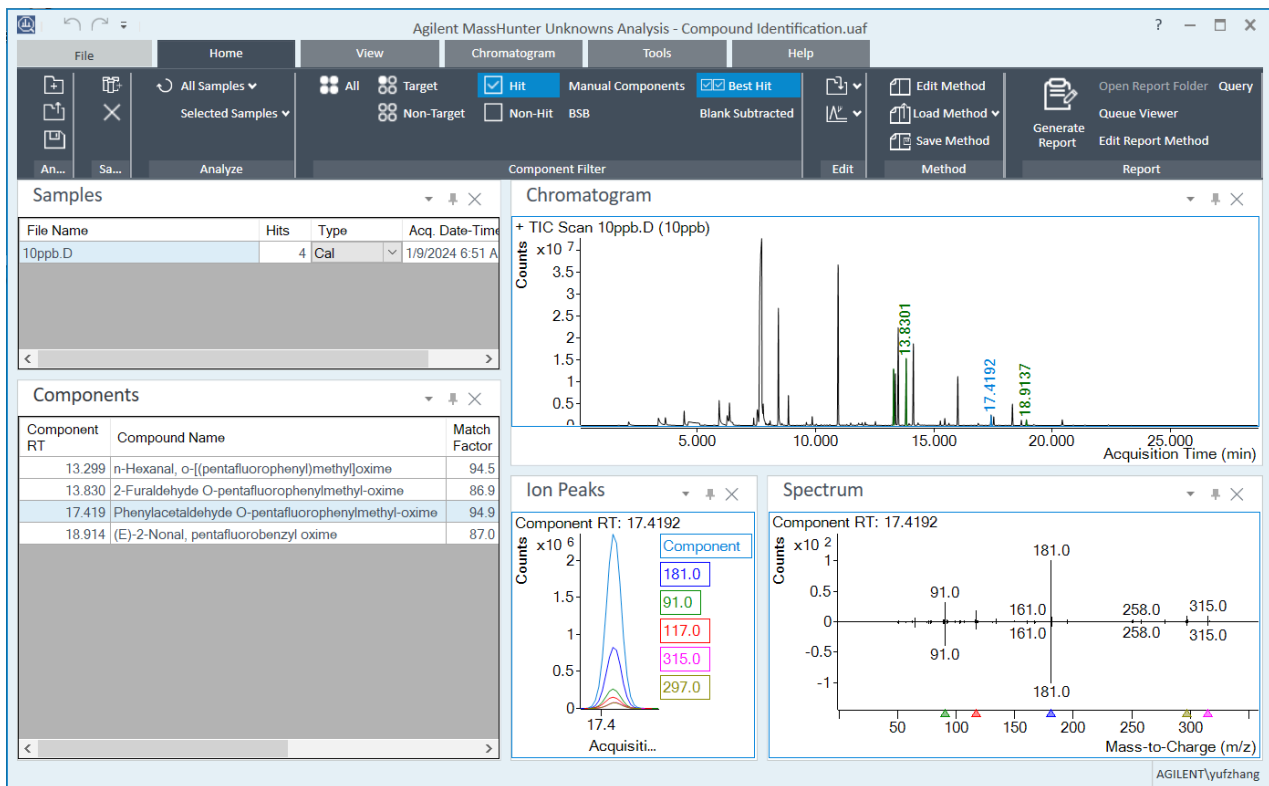 Agilent MassHunter Unknowns Analysis - Compound Identification.uaf
?
File Home View Chromatogram Tools Help
All Samples
Selected Samples
All Target Hit Manual Components Best Hit
Non-Target Non-Hit BSB Blank Subtracted
Edit Method
Load Method
Save Method
Generate Report
Open Report Folder Query
Queue Viewer
Edit Report Method
An... Sa... Analyze Component Filter Edit Method Report
Samples
File Name Hits Type Acq. Date-Time
10ppb.D 4 Cal 1/9/2024 6:51 A
Components
Component RT Compound Name Match Factor
13.299 n-Hexanal, o-[(pentafluorophenyl)methyl]oxime 94.5
13.830 2-Furaldehyde O-pentafluorophenylmethyl-oxime 86.9
17.419 Phenylacetaldehyde O-pentafluorophenylmethyl-oxime 94.9
18.914 (E)-2-Nonal, pentafluorobenzyl oxime 87.0
Chromatogram
+ TIC Scan 10ppb.D (10ppb)
Counts
x10 7
3.5
3
2.5
2
1.5
1
0.5
0
13.8301
17.4192
18.9137
5.000 10.000 15.000 20.000 25.000
Acquisition Time (min)
Ion Peaks
Component RT: 17.4192
Counts
x10 6
2
1.5
1
0.5
0
Component
181.0
91.0
117.0
315.0
297.0
17.4
Acquisiti...
Spectrum
Component RT: 17.4192
Counts
x10 2
1
0.5
0
-0.5
-1
181.0
91.0
161.0 258.0 315.0
161.0 258.0 315.0
91.0
181.0
50 100 150 200 250 300
Mass-to-Charge (m/z)
AGILENT\yufzhang